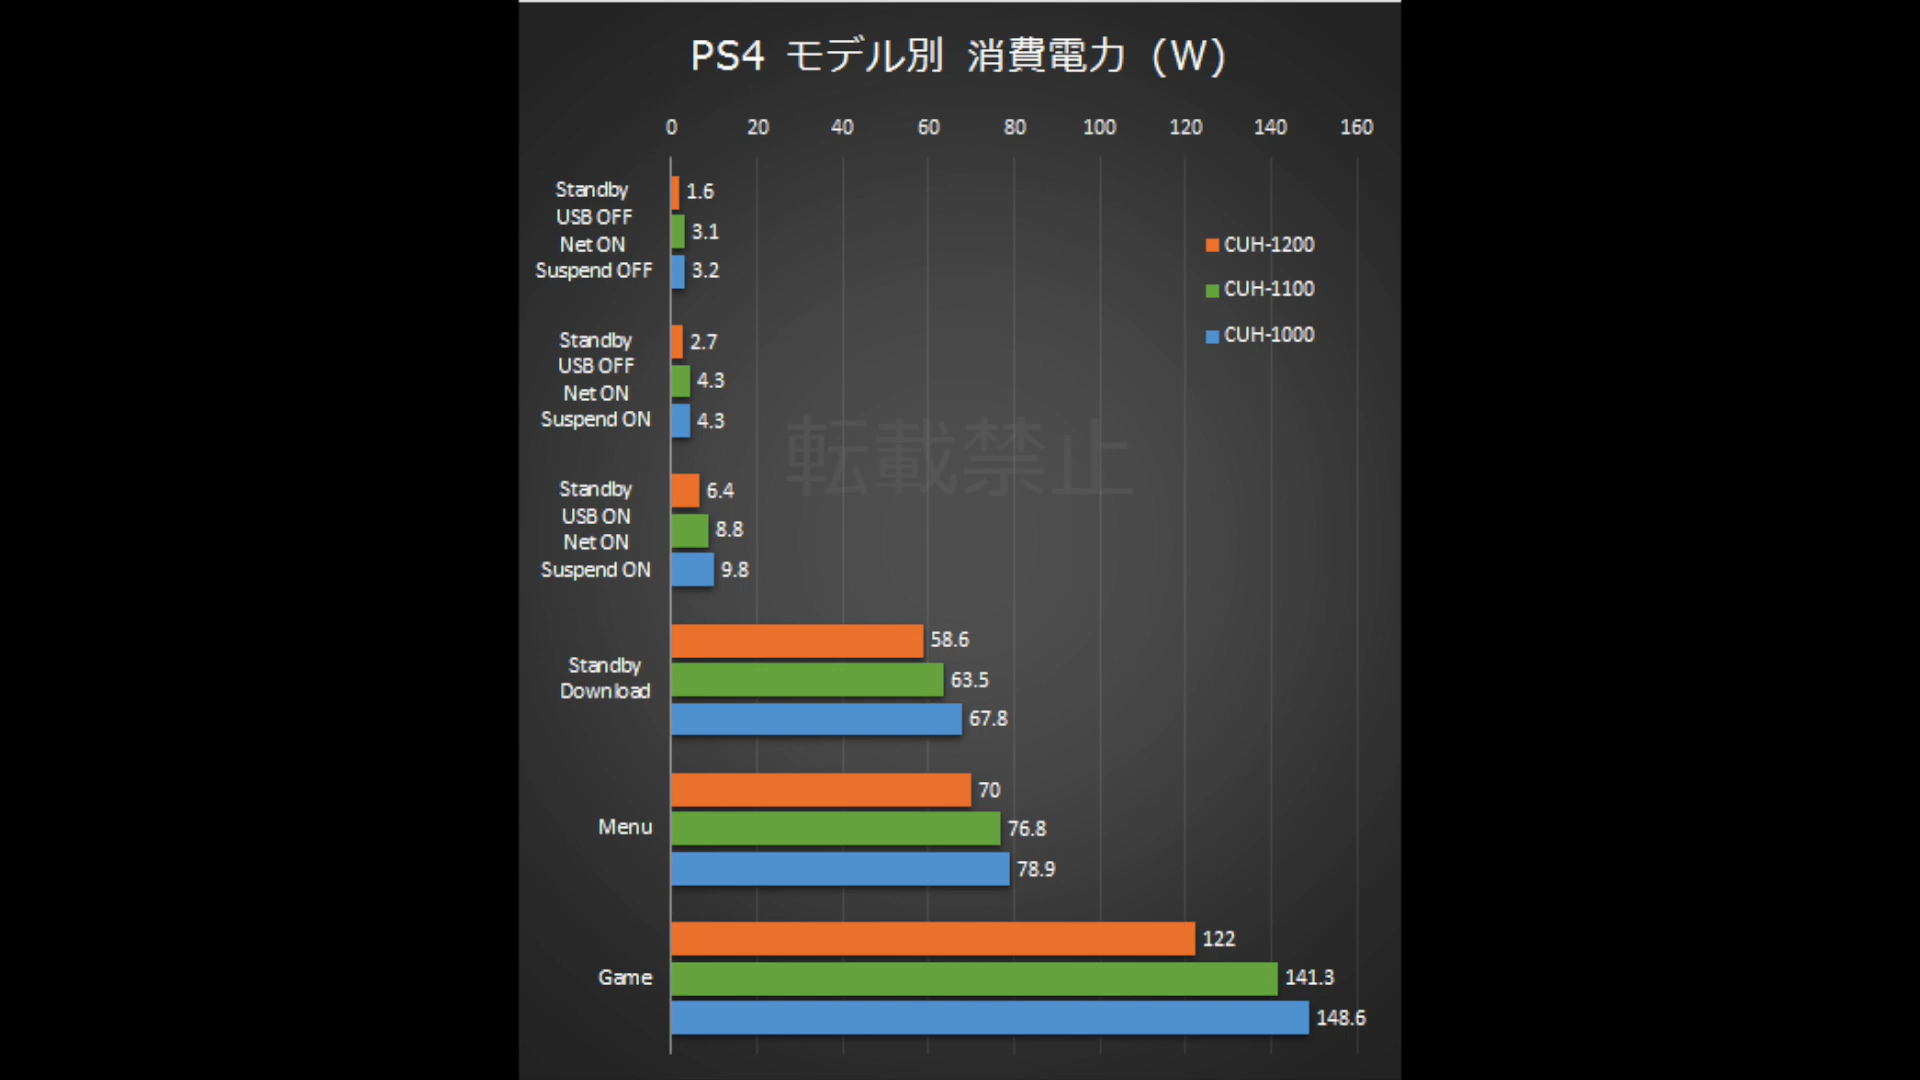 PS4 モデル別 消費電力 (W)
0 20 40 60 80 100 120 140 160
Standby
USB OFF
Net ON
Suspend OFF
1.6
3.1
3.2
CUH-1200
CUH-1100
CUH-1000
Standby
USB OFF
Net ON
Suspend ON
2.7
4.3
4.3
転載禁止
Standby
USB ON
Net ON
Suspend ON
6.4
8.8
9.8
Standby
Download
58.6
63.5
67.8
Menu
70
76.8
78.9
Game
122
141.3
148.6